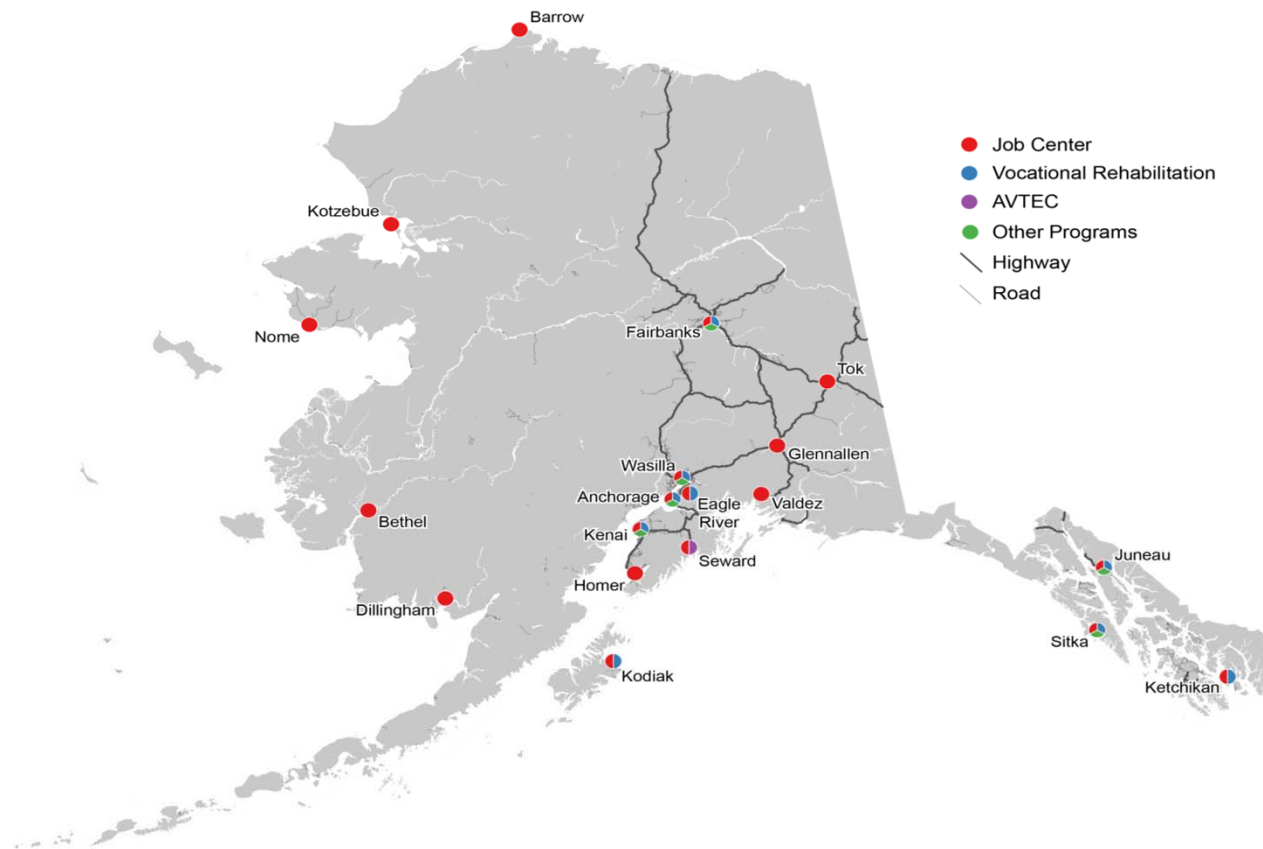 Barrow
Job Center
Vocational Rehabilitation
AVTEC
Other Programs
Highway
Road
Kotzebue
Nome
Fairbanks
Tok
Glennallen
Wasilla
Anchorage
Eagle
River
Valdez
Bethel
Kenai
Seward
Homer
Dillingham
Kodiak
Juneau
Sitka
Ketchikan